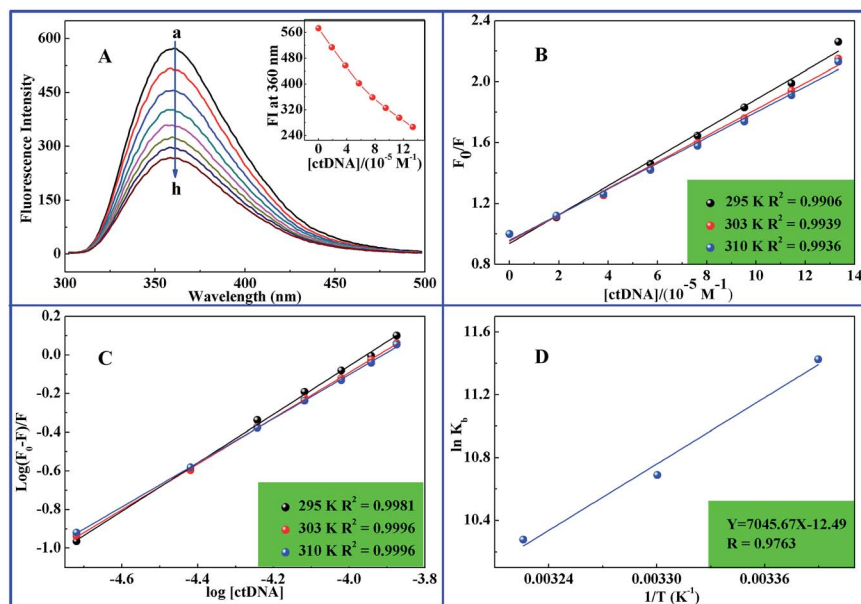 A
a
h
600
450
300
150
0
Fluorescence Intensity
300
350
400
450
500
Wavelength (nm)
560
480
400
320
240
FI at 360 nm
0
4
8
12
[ctDNA]/(10⁻⁵ M⁻¹)
B
2.4
2.0
1.6
1.2
0.8
F₀/F
295 K R² = 0.9906
303 K R² = 0.9939
310 K R² = 0.9936
0
2
4
6
8
10
12
14
[ctDNA]/(10⁻⁵ M⁻¹)
C
0.0
-0.2
-0.4
-0.6
-0.8
-1.0
Log(F₀-F)/F
295 K R² = 0.9981
303 K R² = 0.9996
310 K R² = 0.9996
-4.6
-4.4
-4.2
-4.0
-3.8
log [ctDNA]
D
11.6
11.2
10.8
10.4
ln K_b
Y=7045.67X-12.49
R = 0.9763
0.00324
0.00330
0.00336
1/T (K⁻¹)